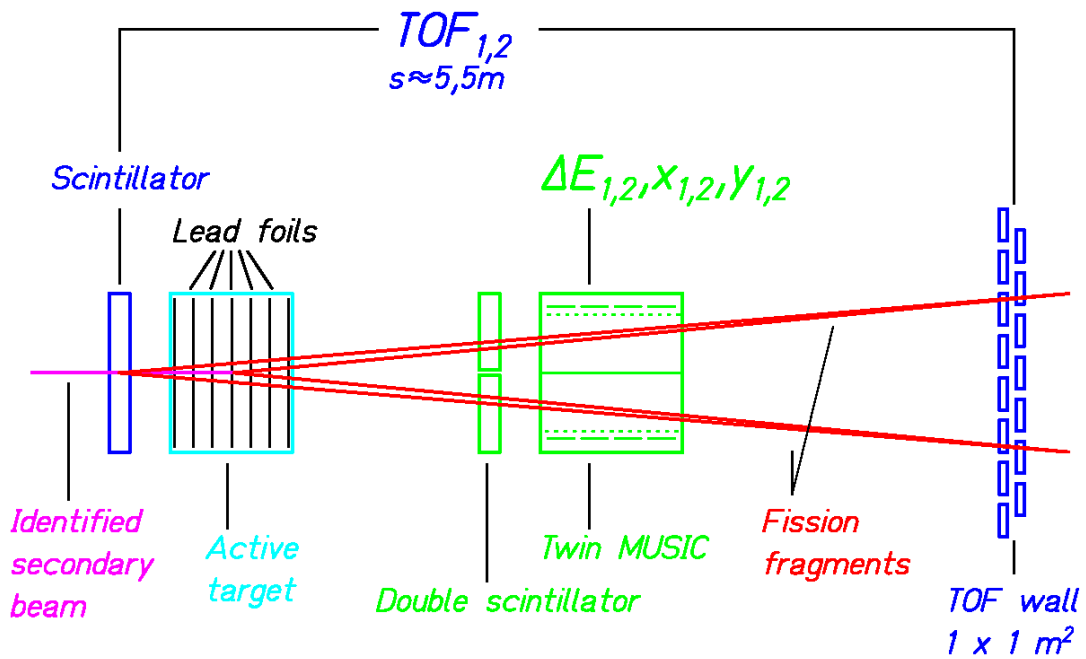 TOF1,2
s≈5,5m
Scintillator
ΔE1,2,x1,2,y1,2
Lead foils
Identified
secondary
beam
Active
target
Twin MUSIC
Double scintillator
Fission
fragments
TOF wall
1 x 1 m²